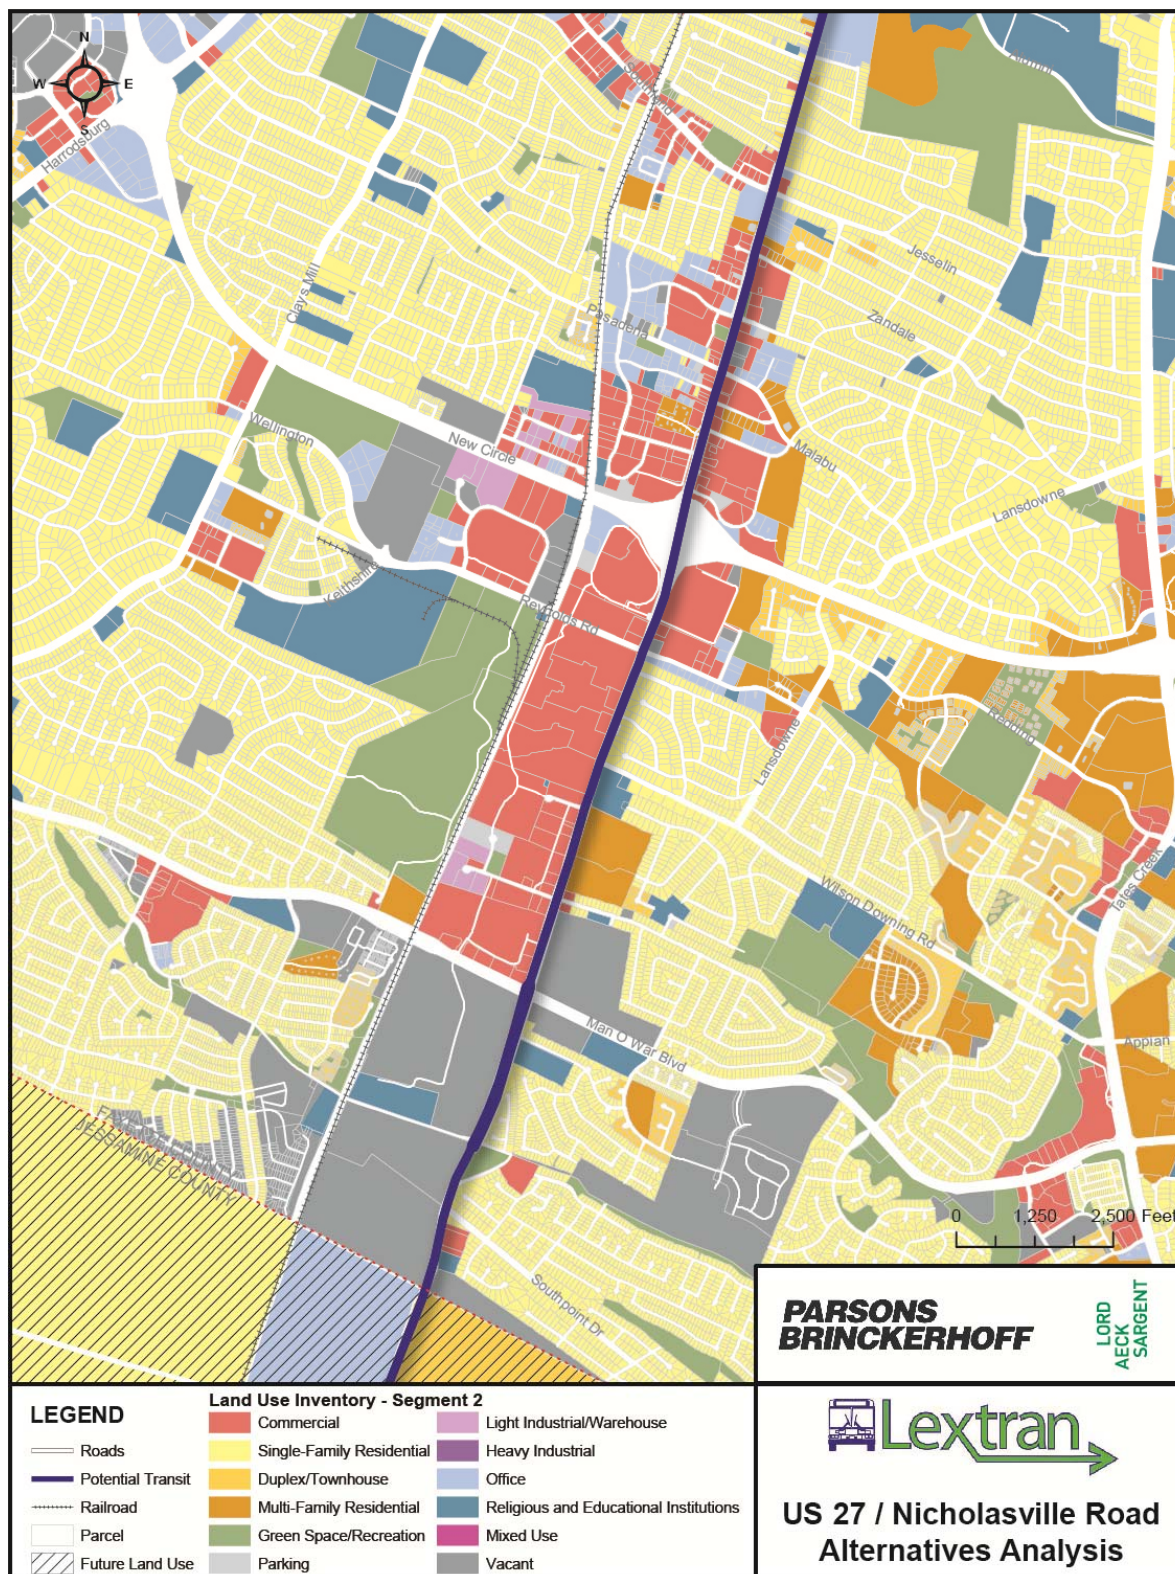 N
W
E
S
Harrodsburg
Southland
Alumni
Clays Mill
Pasadena
Jesselin
Zandale
Wellington
New Circle
Malabu
Lansdowne
Keithshire
Reynolds Rd
Redding
Lansdowne
Wilson Downing Rd
Tates Creek
Man O War Blvd
Appian
FAYETTE COUNTY
JESSAMINE COUNTY
Southpoint Dr
0 1,250 2,500 Feet
PARSONS
BRINCKERHOFF
LORD
AECK
SARGENT
LEGEND
Roads
Potential Transit
Railroad
Parcel
Future Land Use
Land Use Inventory - Segment 2
Commercial
Single-Family Residential
Duplex/Townhouse
Multi-Family Residential
Green Space/Recreation
Parking
Light Industrial/Warehouse
Heavy Industrial
Office
Religious and Educational Institutions
Mixed Use
Vacant
Lextran
US 27 / Nicholasville Road
Alternatives Analysis